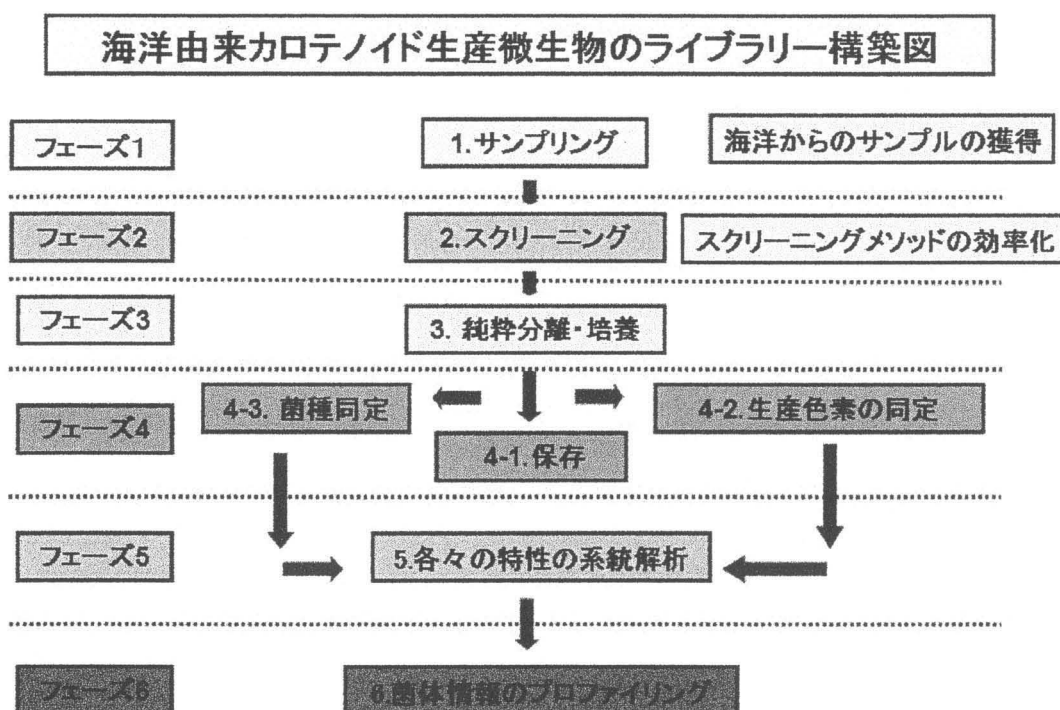 海洋由来カロテノイド生産微生物のライブラリー構築図
フェーズ1
1.サンプリング
海洋からのサンプルの獲得
フェーズ2
2.スクリーニング
スクリーニングメソッドの効率化
フェーズ3
3. 純粋分離・培養
フェーズ4
4-3. 菌種同定
4-2.生産色素の同定
4-1.保存
フェーズ5
5.各々の特性の系統解析
フェーズ6
6.菌体情報のプロファイリング